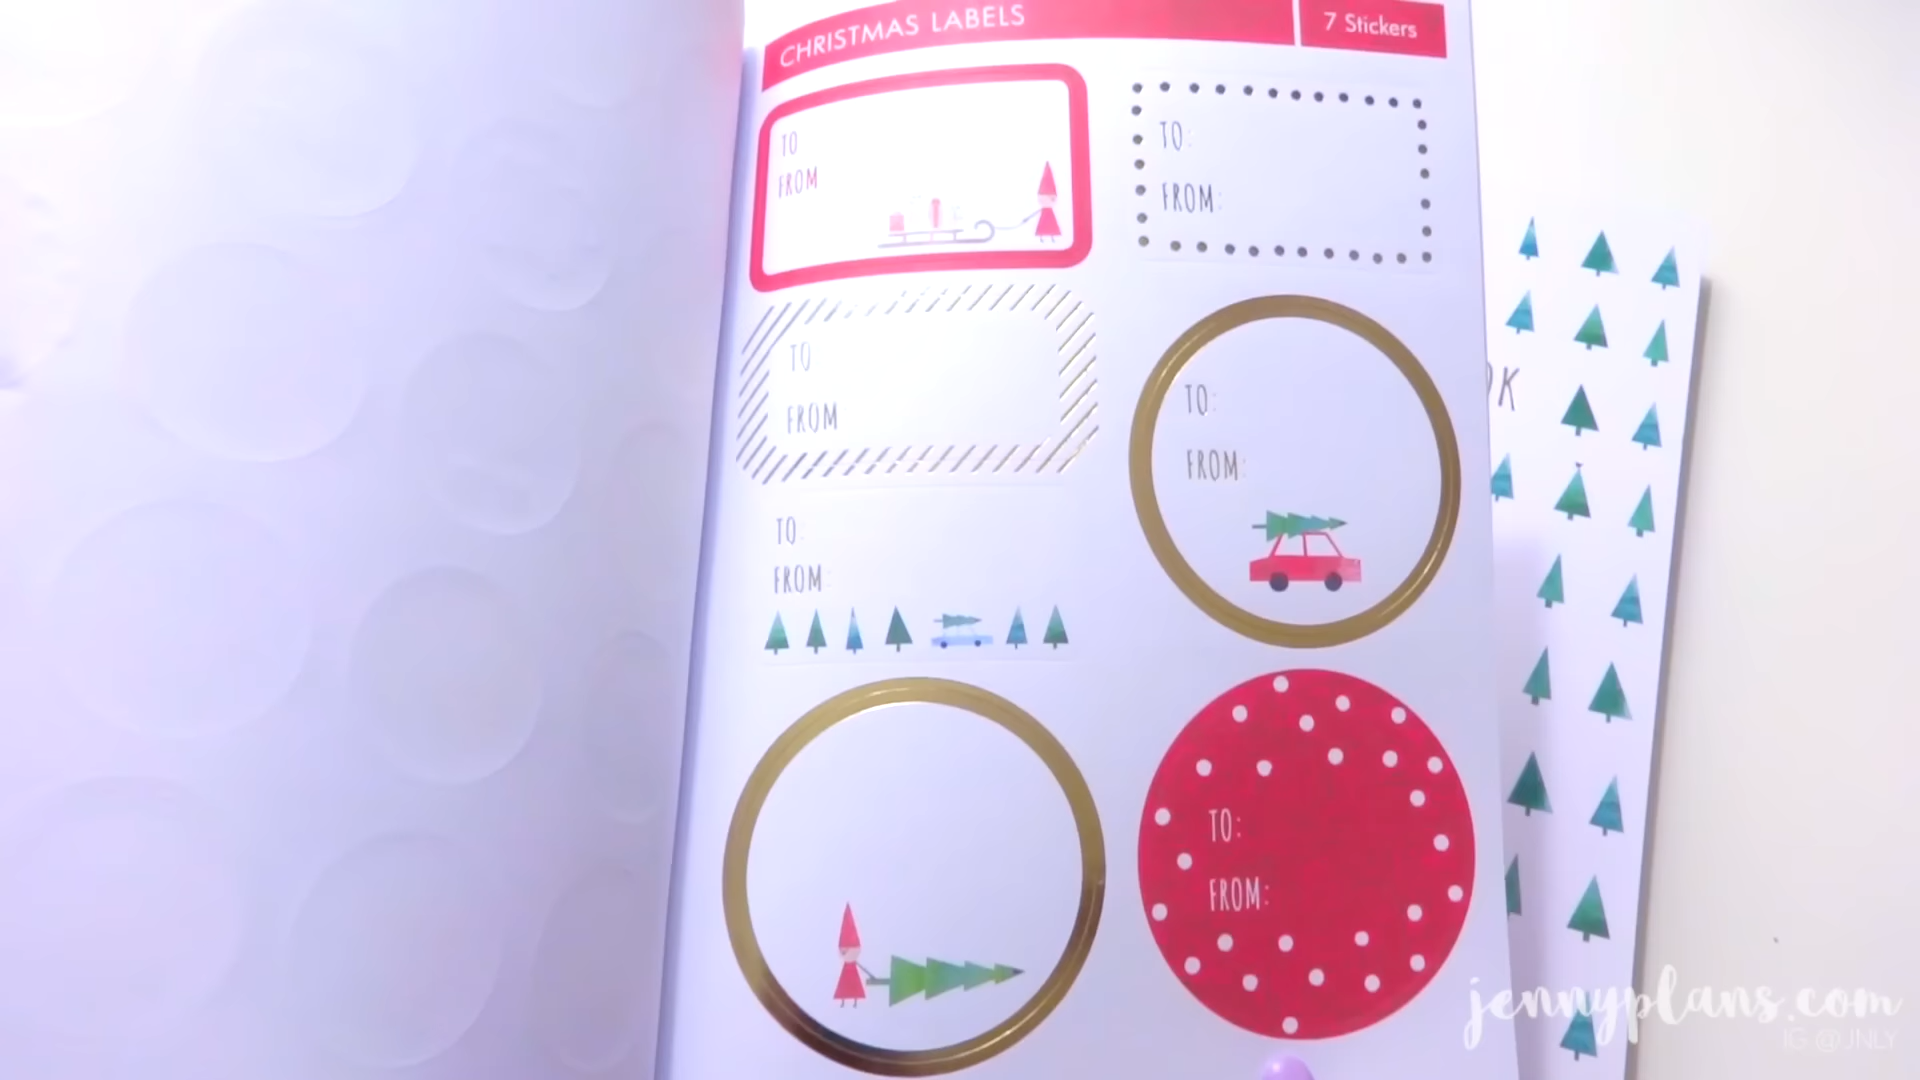 CHRISTMAS LABELS
7 Stickers
TO
FROM
TO:
FROM:
TO
FROM
TO:
FROM:
TO:
FROM:
TO:
FROM:
jennyplans.com
IG @JNLY